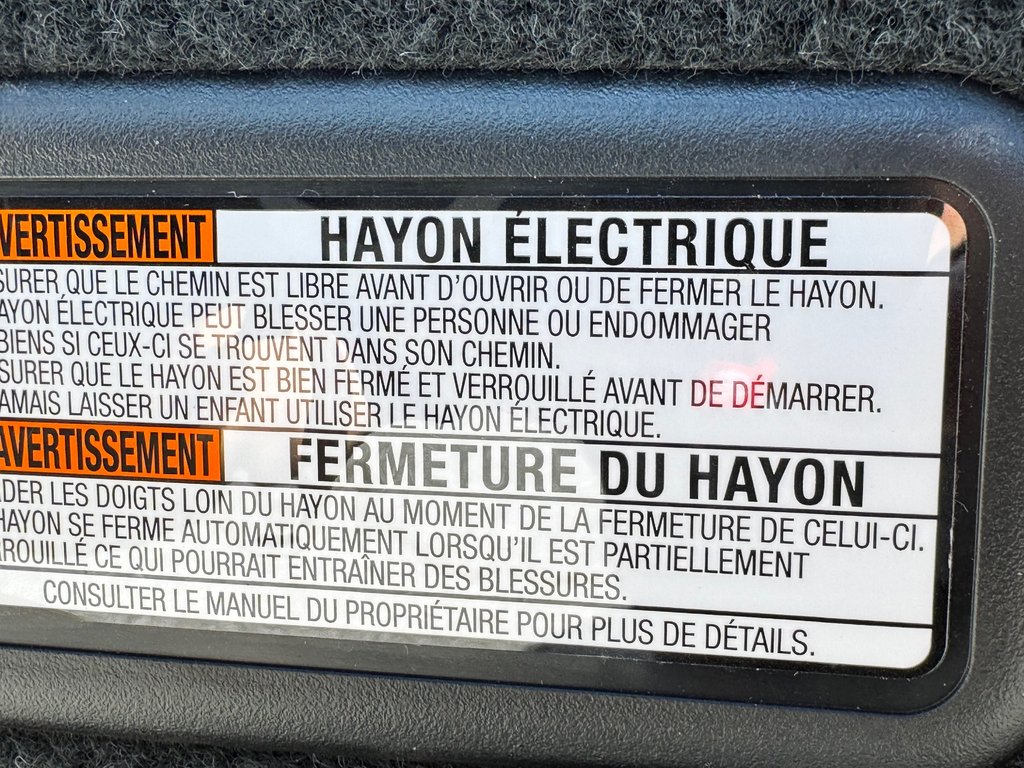 VERTISSEMENT HAYON ÉLECTRIQUE
SURER QUE LE CHEMIN EST LIBRE AVANT D'OUVRIR OU DE FERMER LE HAYON.
AYON ÉLECTRIQUE PEUT BLESSER UNE PERSONNE OU ENDOMMAGER
BIENS SI CEUX-CI SE TROUVENT DANS SON CHEMIN.
SURER QUE LE HAYON EST BIEN FERMÉ ET VERROUILLÉ AVANT DE DÉMARRER.
AMAIS LAISSER UN ENFANT UTILISER LE HAYON ÉLECTRIQUE.
AVERTISSEMENT FERMETURE DU HAYON
DER LES DOIGTS LOIN DU HAYON AU MOMENT DE LA FERMETURE DE CELUI-CI.
HAYON SE FERME AUTOMATIQUEMENT LORSQU'IL EST PARTIELLEMENT
ROUILLÉ CE QUI POURRAIT ENTRAÎNER DES BLESSURES.
CONSULTER LE MANUEL DU PROPRIÉTAIRE POUR PLUS DE DÉTAILS.